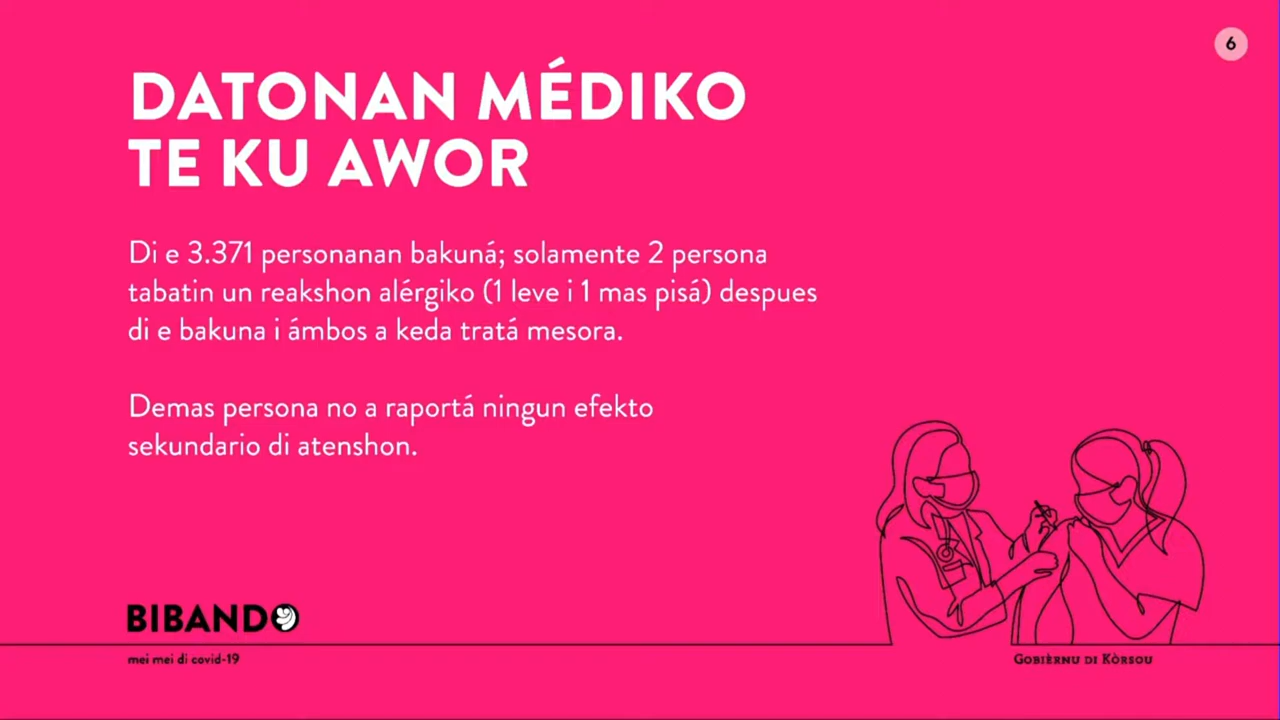 6
DATONAN MÉDIKO
TE KU AWOR
Di e 3.371 personanan bakuná; solamente 2 persona
tabatin un reakshon alérgiko (1 leve i 1 mas pisá) despues
di e bakuna i ámbos a keda tratá mesora.
Demas persona no a raportá ningun efekto
sekundario di atenshon.
BIBANDO
mei mei di covid-19
GOBIÈRNU DI KÒRSOU